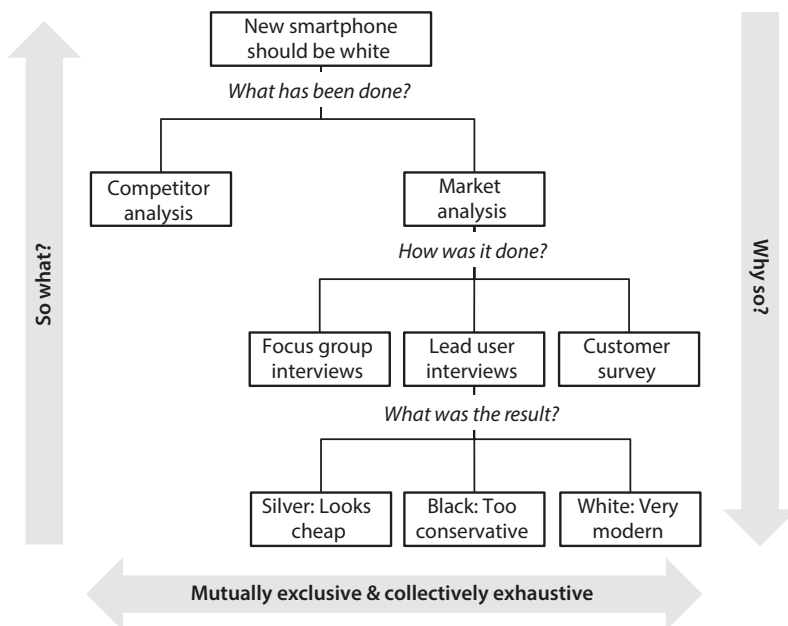 New smartphone
should be white
What has been done?
Competitor
analysis
Market
analysis
How was it done?
So what?
Why so?
Focus group
interviews
Lead user
interviews
Customer
survey
What was the result?
Silver: Looks
cheap
Black: Too
conservative
White: Very
modern
Mutually exclusive & collectively exhaustive